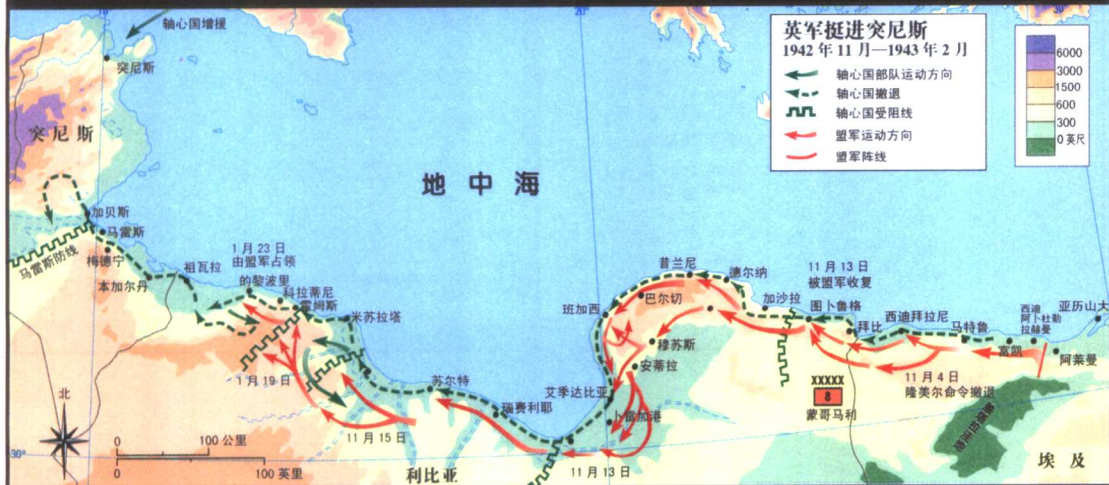 英军挺进突尼斯
1942年11月—1943年2月
轴心国部队运动方向
轴心国撤退
轴心国受阻线
盟军运动方向
盟军阵线
6000
3000
1500
600
300
0英尺
10°
20°
30°
轴心国增援
突尼斯
突尼斯
地中海
加贝斯
马雷斯
马雷斯防线
梅德宁
本加尔丹
祖瓦拉
1月23日
由盟军占领
的黎波里
科拉蒂尼
霍姆斯
米苏拉塔
1月19日
11月15日
苏尔特
瑞费利耶
11月13日
利比亚
班加西
昔兰尼
巴尔切
穆苏斯
安蒂拉
艾季达比亚
卜雷加港
德尔纳
加沙拉
11月13日
被盟军收复
图卜鲁格
拜比
西迪拜拉尼
马特鲁
富凯
西迪
阿卜杜勒
拉赫曼
亚历山大
阿莱曼
11月4日
隆美尔命令撤退
XXXXX
8
蒙哥马利
埃及
北
0 100公里
0 100英里
30°